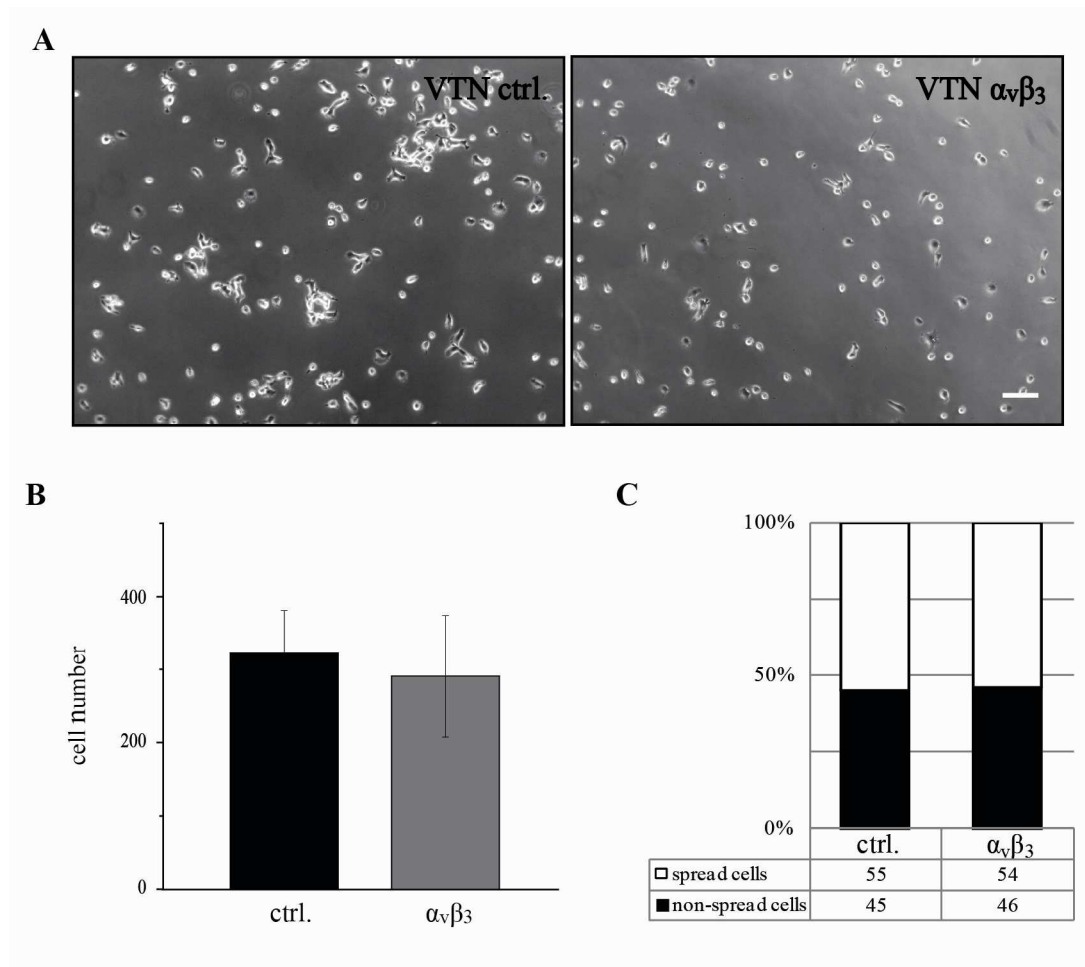 A
VTN ctrl.
VTN αvβ3
B
cell number
400
200
0
ctrl.
αvβ3
C
100%
50%
0%
ctrl.
αvβ3
spread cells 55 54
non-spread cells 45 46